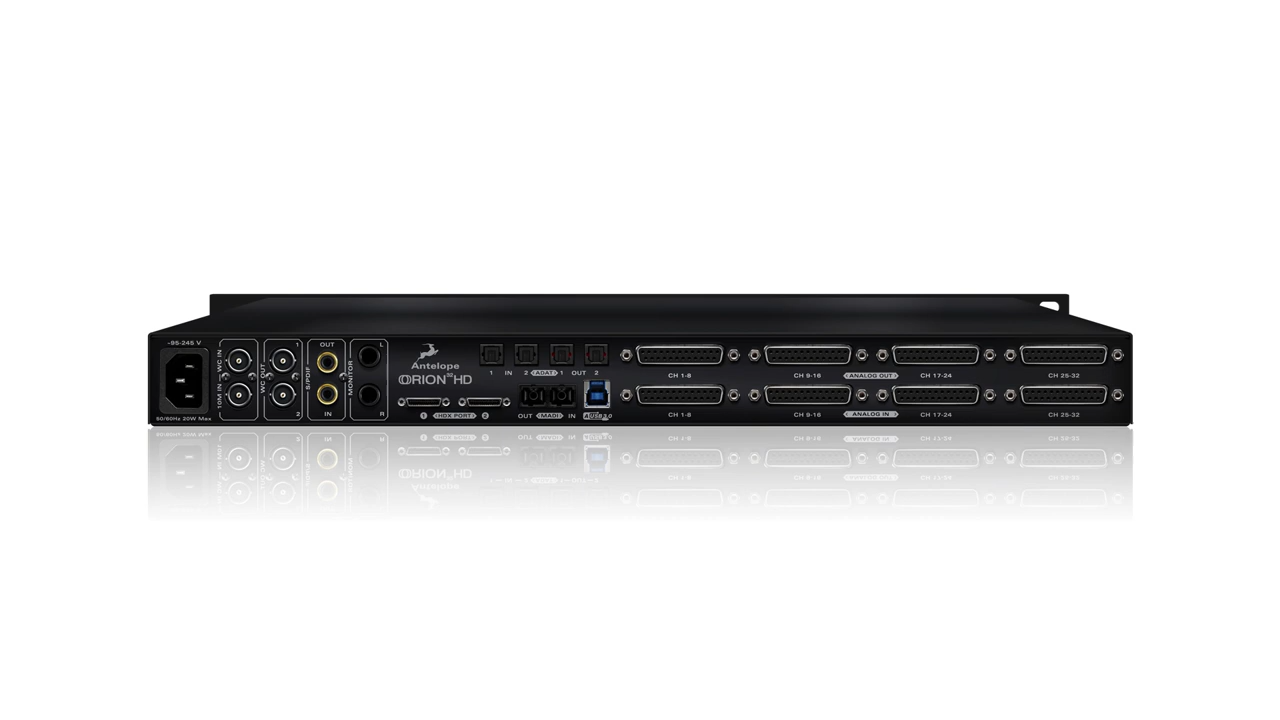 ~95-245 V
50/60Hz 20W Max
WC IN
10M IN
1
WC OUT
2
OUT
S/PDIF
IN
L
MONITOR
R
Antelope
ORION32 HD
1 HDX PORT 2
1 IN 2 ADAT 1 OUT 2
OUT MADI IN
USB 3.0
CH 1-8 CH 9-16 ANALOG OUT CH 17-24 CH 25-32
CH 1-8 CH 9-16 ANALOG IN CH 17-24 CH 25-32